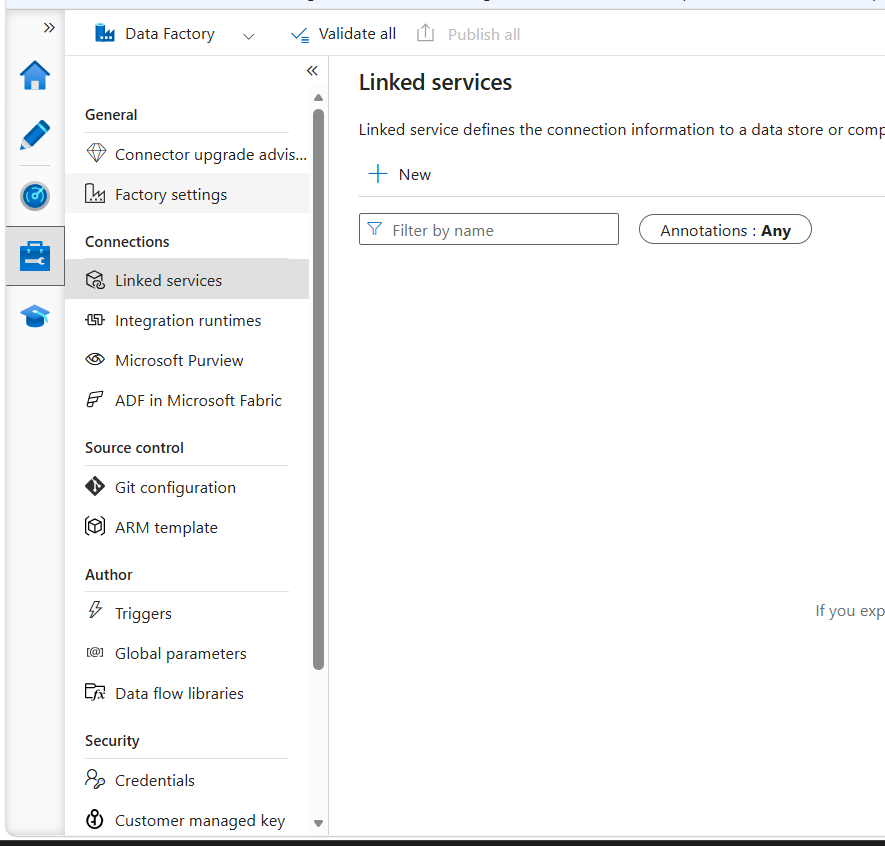 Data Factory
Validate all
Publish all
General
Connector upgrade advis...
Factory settings
Connections
Linked services
Integration runtimes
Microsoft Purview
ADF in Microsoft Fabric
Source control
Git configuration
ARM template
Author
Triggers
Global parameters
Data flow libraries
Security
Credentials
Customer managed key
Linked services
Linked service defines the connection information to a data store or comp
New
Filter by name
Annotations : Any
If you exp